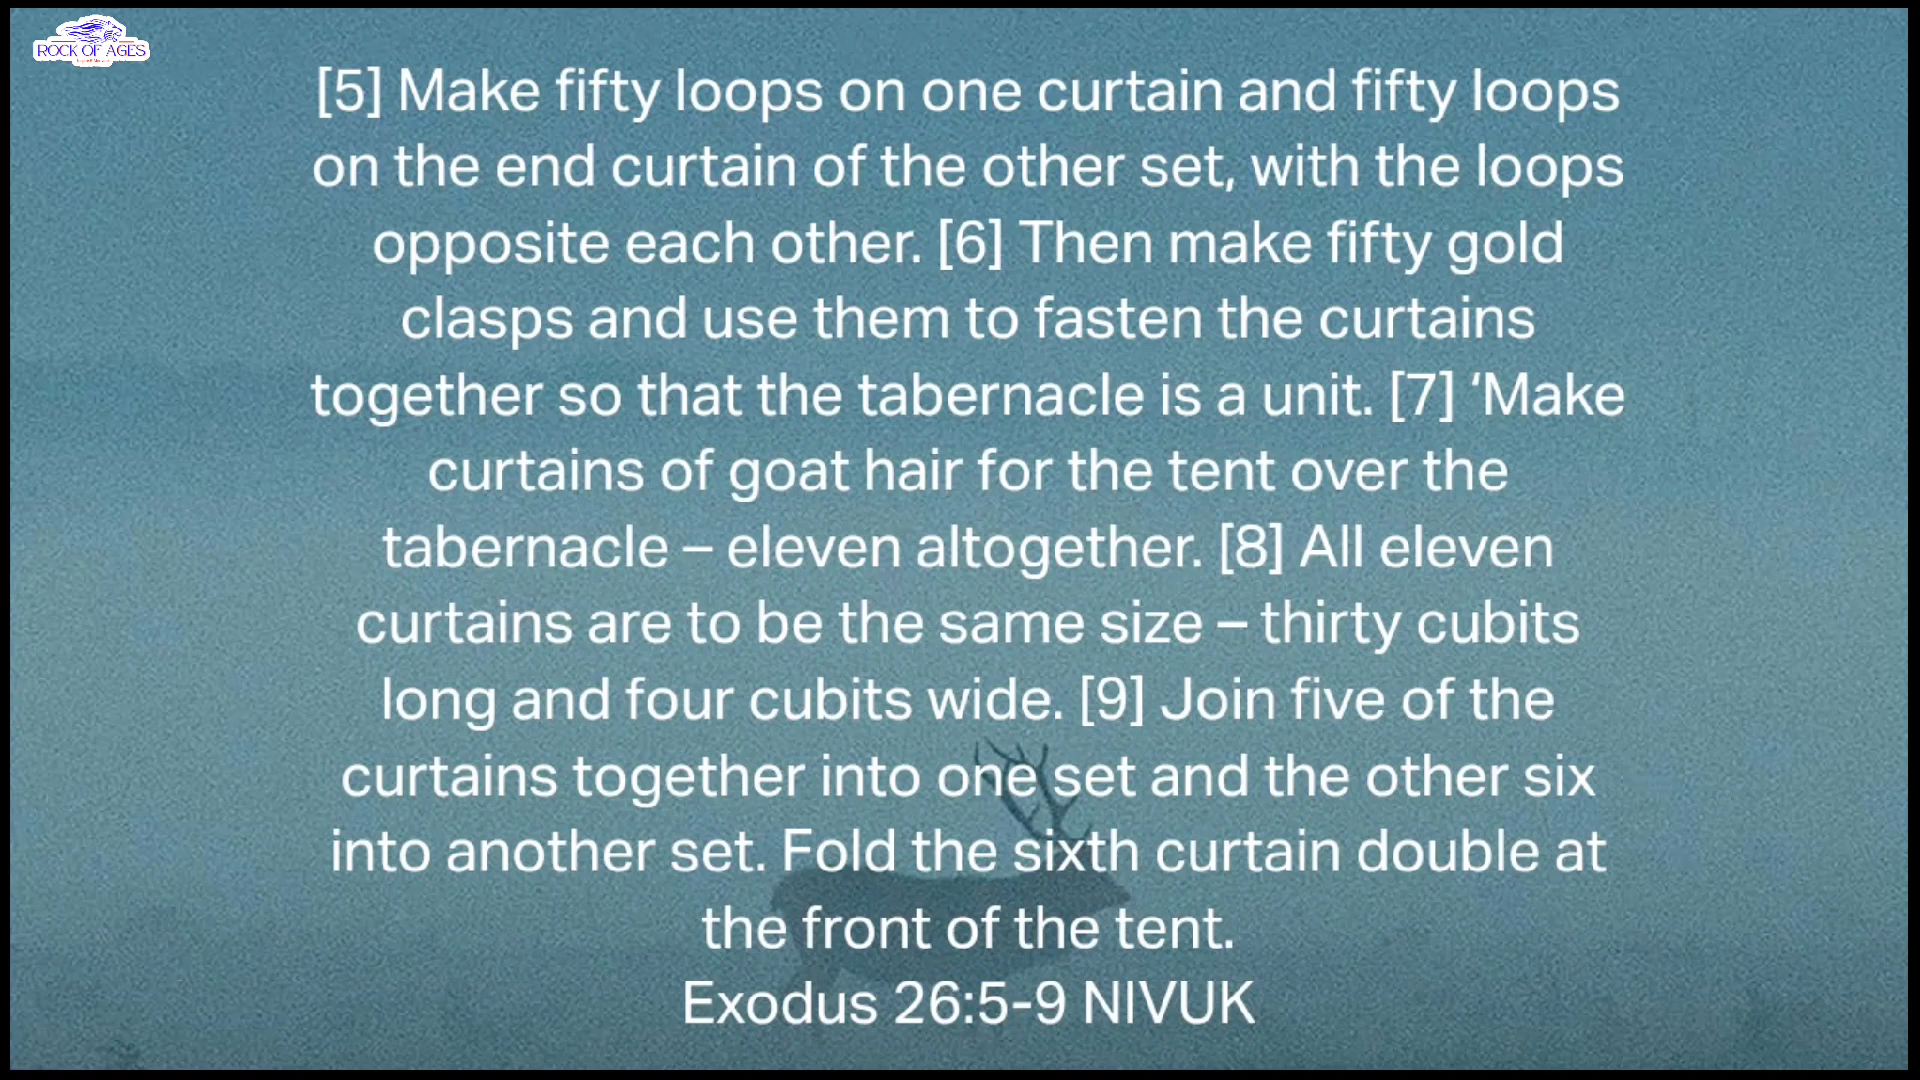 ROCK OF AGES
[5] Make fifty loops on one curtain and fifty loops
on the end curtain of the other set, with the loops
opposite each other. [6] Then make fifty gold
clasps and use them to fasten the curtains
together so that the tabernacle is a unit. [7] ‘Make
curtains of goat hair for the tent over the
tabernacle – eleven altogether. [8] All eleven
curtains are to be the same size – thirty cubits
long and four cubits wide. [9] Join five of the
curtains together into one set and the other six
into another set. Fold the sixth curtain double at
the front of the tent.
Exodus 26:5-9 NIVUK